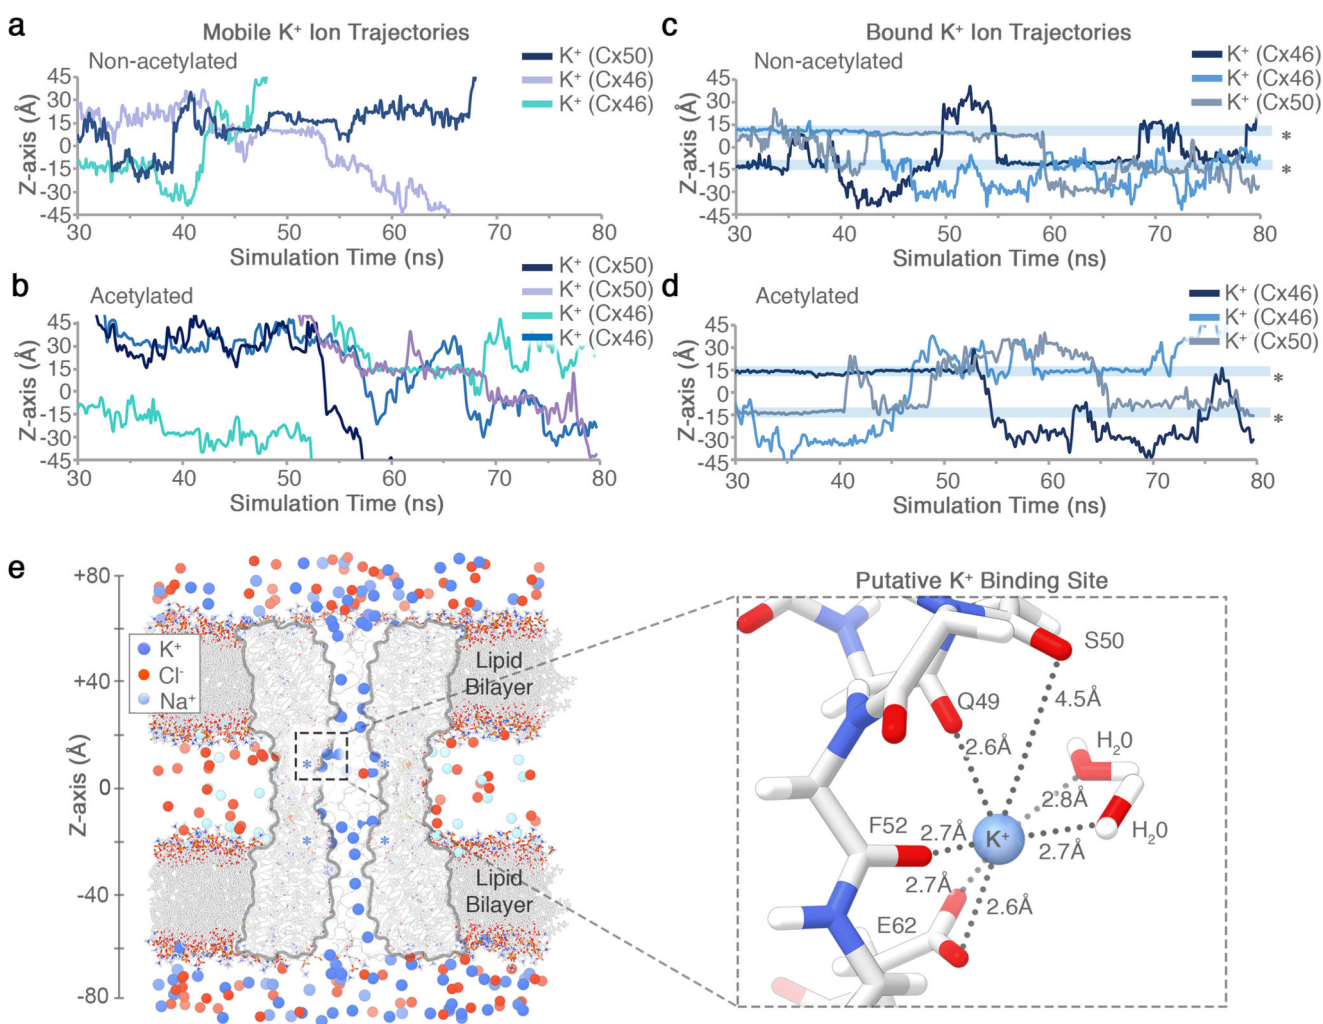 a
Mobile K⁺ Ion Trajectories
Non-acetylated
K⁺ (Cx50)
K⁺ (Cx46)
K⁺ (Cx46)
Z-axis (Å)
45
30
15
0
15
-30
-45
30 40 50 60 70 80
Simulation Time (ns)
b
Acetylated
K⁺ (Cx50)
K⁺ (Cx50)
K⁺ (Cx46)
K⁺ (Cx46)
Z-axis (Å)
45
30
15
0
-15
-30
-45
30 40 50 60 70 80
Simulation Time (ns)
c
Bound K⁺ Ion Trajectories
Non-acetylated
K⁺ (Cx46)
K⁺ (Cx46)
K⁺ (Cx50)
Z-axis (Å)
45
30
15
0
-15
30
-45
*
*
30 40 50 60 70 80
Simulation Time (ns)
d
Acetylated
K⁺ (Cx46)
K⁺ (Cx46)
K⁺ (Cx50)
Z-axis (Å)
45
30
15
0
-15
-30
-45
*
*
30 40 50 60 70 80
Simulation Time (ns)
e
+80
+40
0
-40
-80
Z-axis (Å)
K⁺
Cl⁻
Na⁺
Lipid
Bilayer
* *
* *
Lipid
Bilayer
Putative K⁺ Binding Site
S50
Q49
4.5Å
2.6Å
H₂0
2.8Å
F52
2.7Å
K⁺
H₂0
2.7Å
2.7Å
2.6Å
E62